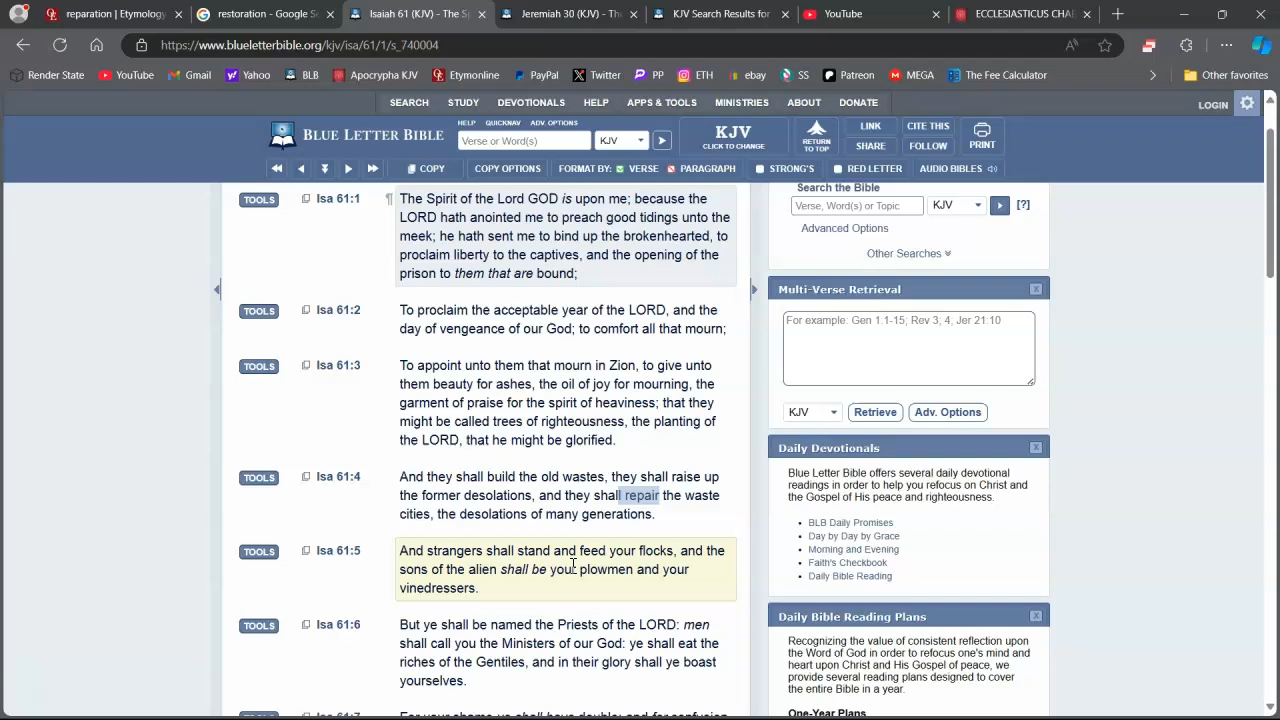 reparation | Etymology
restoration - Google Se
Isaiah 61 (KJV) - The S
Jeremiah 30 (KJV) - The
KJV Search Results for
YouTube
ECCLESIASTICUS CHA
https://www.blueletterbible.org/kjv/isa/61/1/s_740004
Render State
YouTube
Gmail
Yahoo
BLB
Apocrypha KJV
Etymonline
PayPal
Twitter
PP
ETH
ebay
SS
Patreon
MEGA
The Fee Calculator
Other favorites
SEARCH STUDY DEVOTIONALS HELP APPS & TOOLS MINISTRIES ABOUT DONATE
LOGIN
BLUE LETTER BIBLE
HELP QUICKNAV ADV. OPTIONS
Verse or Word(s)
KJV
KJV
CLICK TO CHANGE
RETURN
TO TOP
LINK
SHARE
CITE THIS
FOLLOW
PRINT
COPY
COPY OPTIONS
FORMAT BY: VERSE PARAGRAPH
STRONG'S
RED LETTER
AUDIO BIBLES
TOOLS Isa 61:1 ¶ The Spirit of the Lord GOD is upon me; because the
LORD hath anointed me to preach good tidings unto the
meek; he hath sent me to bind up the brokenhearted, to
proclaim liberty to the captives, and the opening of the
prison to them that are bound;
TOOLS Isa 61:2 To proclaim the acceptable year of the LORD, and the
day of vengeance of our God; to comfort all that mourn;
TOOLS Isa 61:3 To appoint unto them that mourn in Zion, to give unto
them beauty for ashes, the oil of joy for mourning, the
garment of praise for the spirit of heaviness; that they
might be called trees of righteousness, the planting of
the LORD, that he might be glorified.
TOOLS Isa 61:4 And they shall build the old wastes, they shall raise up
the former desolations, and they shall repair the waste
cities, the desolations of many generations.
TOOLS Isa 61:5 And strangers shall stand and feed your flocks, and the
sons of the alien shall be your plowmen and your
vinedressers.
TOOLS Isa 61:6 But ye shall be named the Priests of the LORD: men
shall call you the Ministers of our God: ye shall eat the
riches of the Gentiles, and in their glory shall ye boast
yourselves.
For your shame ye shall have double; and for confusion
Search the Bible
Verse, Word(s) or Topic
KJV
[?]
Advanced Options
Other Searches
Multi-Verse Retrieval
For example: Gen 1:1-15; Rev 3; 4, Jer 21:10
KJV
Retrieve
Adv. Options
Daily Devotionals
Blue Letter Bible offers several daily devotional
readings in order to help you refocus on Christ and
the Gospel of His peace and righteousness.
BLB Daily Promises
Day by Day by Grace
Morning and Evening
Faith's Checkbook
Daily Bible Reading
Daily Bible Reading Plans
Recognizing the value of consistent reflection upon
the Word of God in order to refocus one's mind and
heart upon Christ and His Gospel of peace, we
provide several reading plans designed to cover
the entire Bible in a year.
One-Year Plans